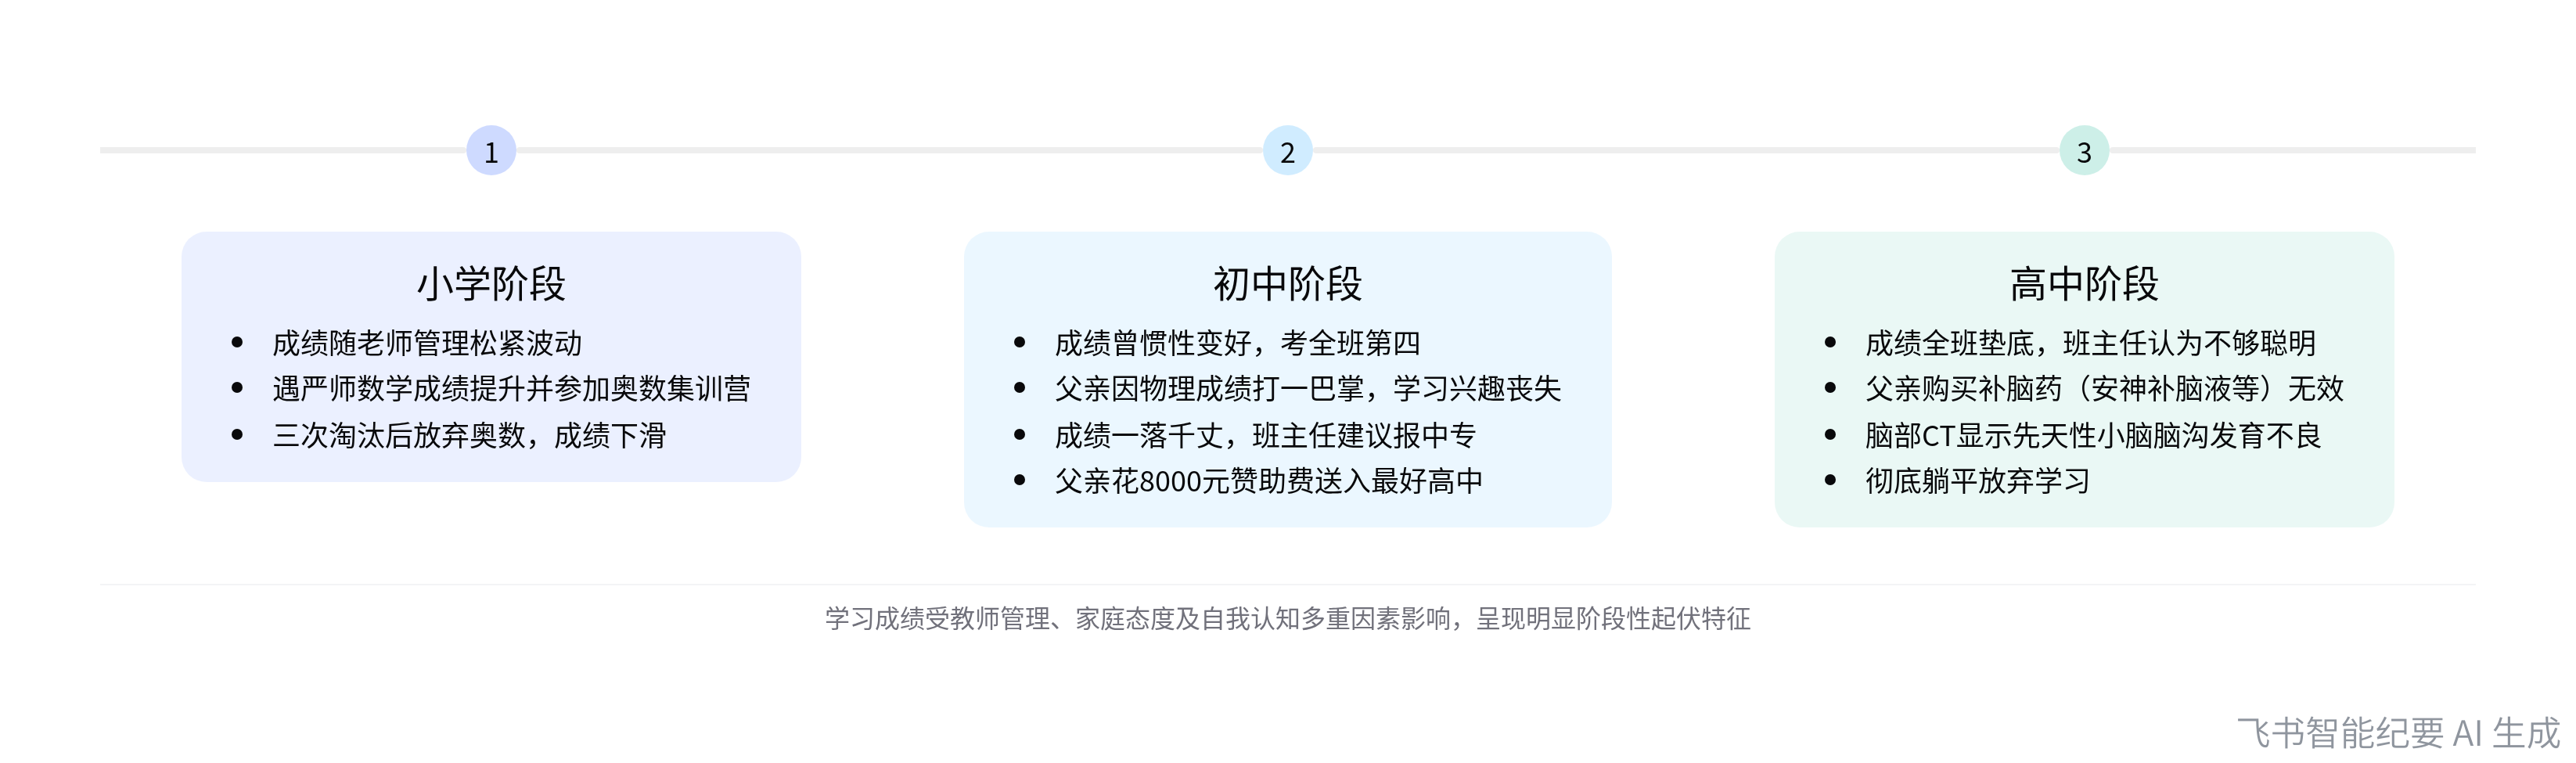 1
2
3
小学阶段
• 成绩随老师管理松紧波动
• 遇严师数学成绩提升并参加奥数集训营
• 三次淘汰后放弃奥数，成绩下滑
初中阶段
• 成绩曾惯性变好，考全班第四
• 父亲因物理成绩打一巴掌，学习兴趣丧失
• 成绩一落千丈，班主任建议报中专
• 父亲花8000元赞助费送入最好高中
高中阶段
• 成绩全班垫底，班主任认为不够聪明
• 父亲购买补脑药（安神补脑液等）无效
• 脑部CT显示先天性小脑脑沟发育不良
• 彻底躺平放弃学习
学习成绩受教师管理、家庭态度及自我认知多重因素影响，呈现明显阶段性起伏特征
飞书智能纪要 AI 生成